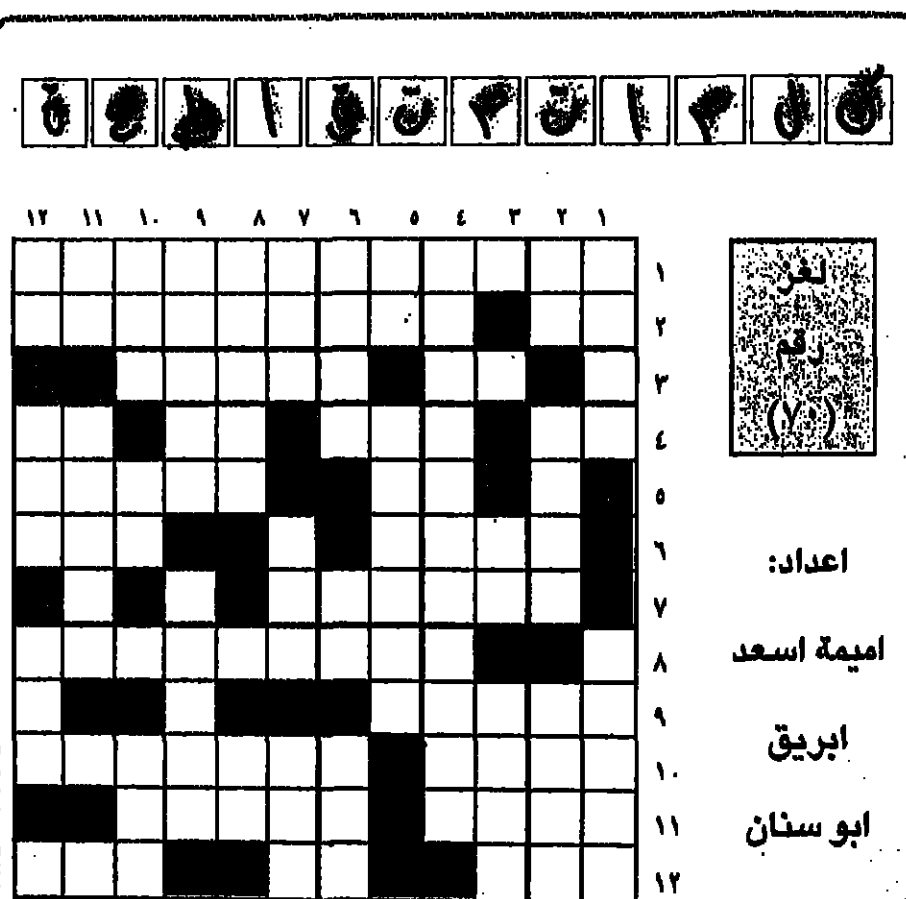 ك ل م ا ت م ت ق ا ط ع ة
١ ٢ ٣ ٤ ٥ ٦ ٧ ٨ ٩ ١٠ ١١ ١٢
١
٢
٣
٤
٥
٦
٧
٨
٩
١٠
١١
١٢
لغز
رقم
(٧٠)
اعداد:
اميمة اسعد
ابريق
ابو سنان